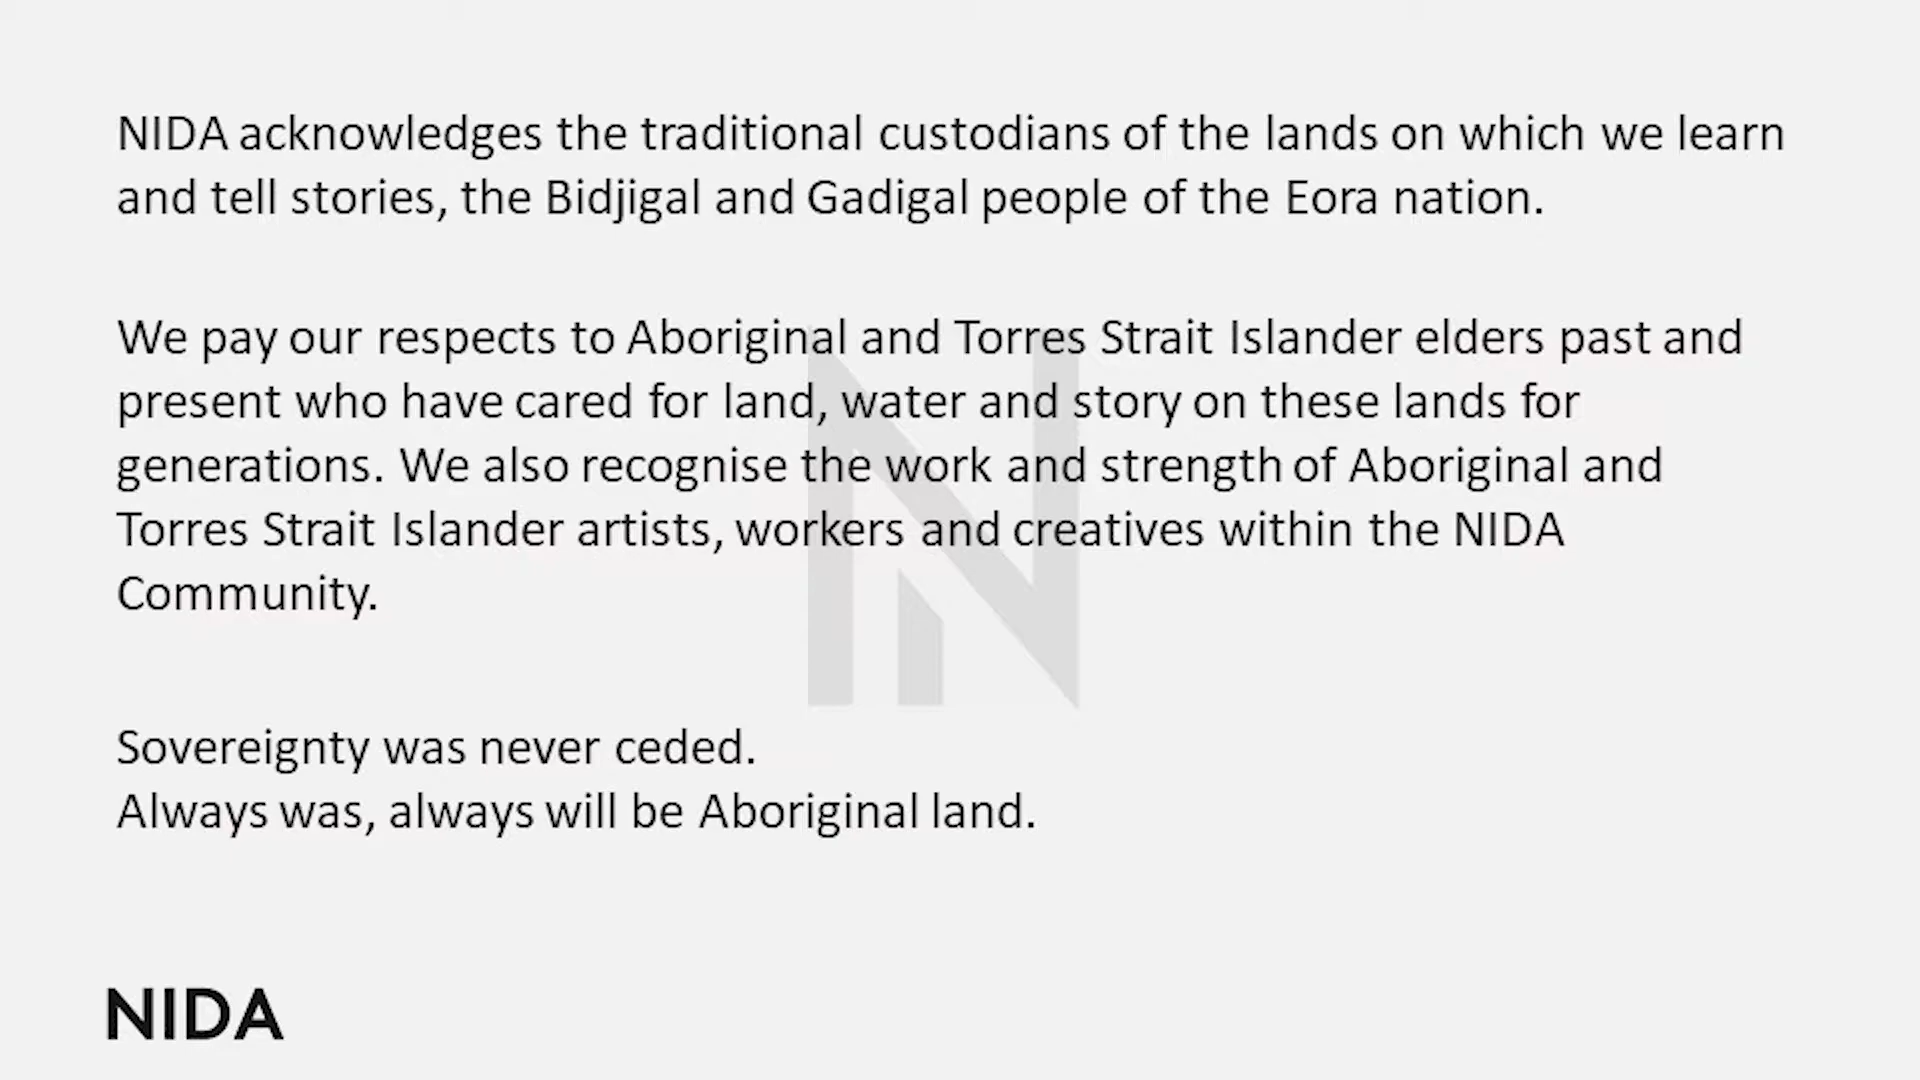 NIDA acknowledges the traditional custodians of the lands on which we learn
and tell stories, the Bidjigal and Gadigal people of the Eora nation.
We pay our respects to Aboriginal and Torres Strait Islander elders past and
present who have cared for land, water and story on these lands for
generations. We also recognise the work and strength of Aboriginal and
Torres Strait Islander artists, workers and creatives within the NIDA
Community.
Sovereignty was never ceded.
Always was, always will be Aboriginal land.
NIDA